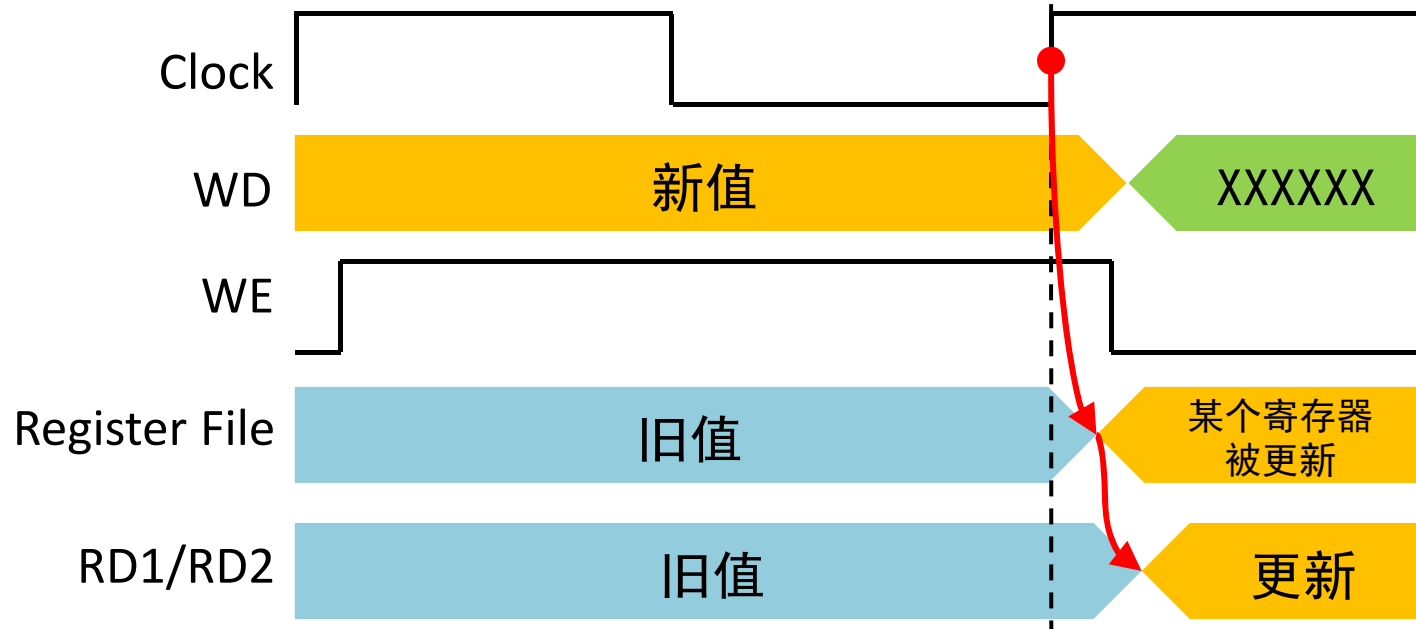 Clock
WD
新值
XXXXXX
WE
Register File
旧值
某个寄存器
被更新
RD1/RD2
旧值
更新